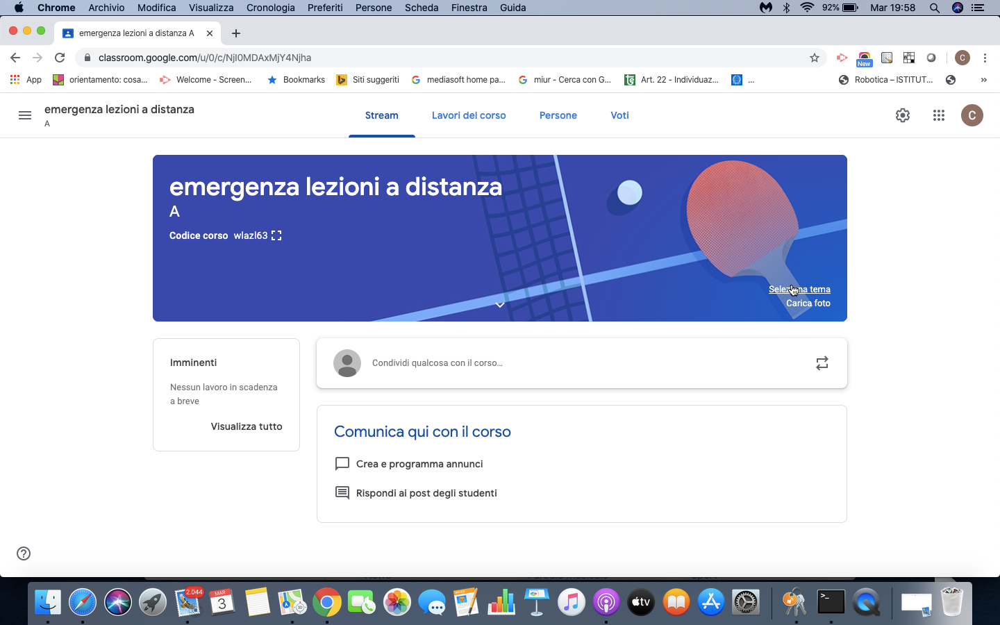 Chrome Archivio Modifica Visualizza Cronologia Preferiti Persone Scheda Finestra Guida 92% Mar 19:58
emergenza lezioni a distanza A
classroom.google.com/u/0/c/NjI0MDAxMjY4Njha
New
C
App orientamento: cosa... Welcome - Screen... Bookmarks Siti suggeriti mediasoft home pa... miur - Cerca con G... Art. 22 - Individuaz... ... Robotica – ISTITUT... »
emergenza lezioni a distanza
A
Stream Lavori del corso Persone Voti
C
emergenza lezioni a distanza
A
Codice corso wlazl63
tema
Carica foto
Imminenti
Nessun lavoro in scadenza
a breve
Visualizza tutto
Condividi qualcosa con il corso...
Comunica qui con il corso
Crea e programma annunci
Rispondi ai post degli studenti
2.044
MAR
3
3D
tv
>_